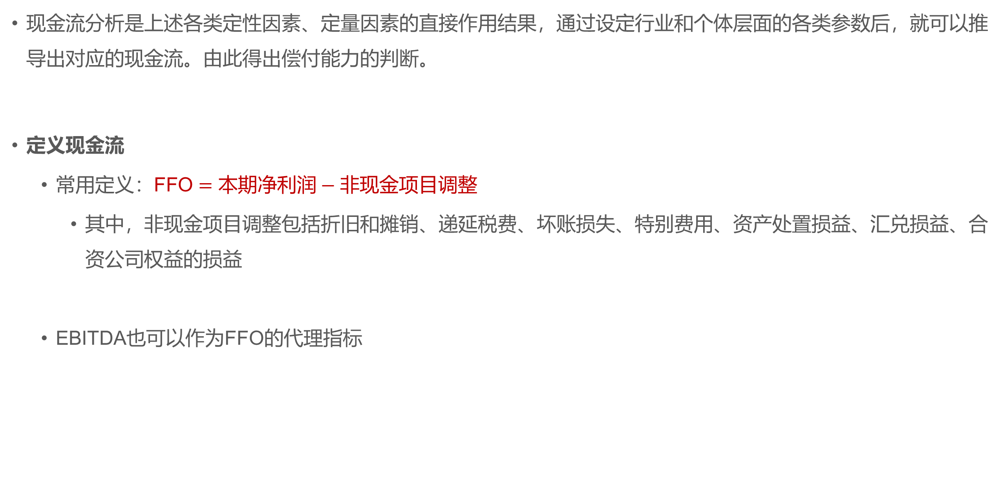 • 现金流分析是上述各类定性因素、定量因素的直接作用结果，通过设定行业和个体层面的各类参数后，就可以推
导出对应的现金流。由此得出偿付能力的判断。
• 定义现金流
• 常用定义：FFO = 本期净利润 – 非现金项目调整
• 其中，非现金项目调整包括折旧和摊销、递延税费、坏账损失、特别费用、资产处置损益、汇兑损益、合
资公司权益的损益
• EBITDA也可以作为FFO的代理指标